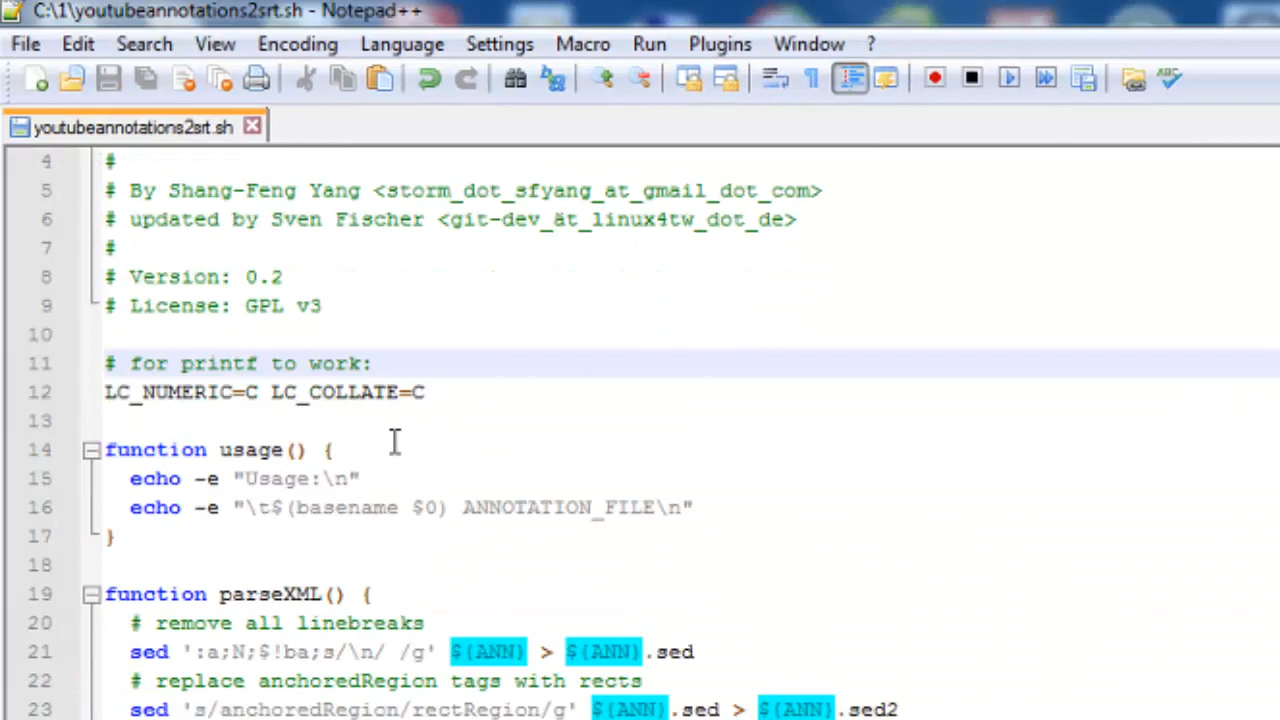 C:\1\youtubeannotations2srt.sh - Notepad++
File Edit Search View Encoding Language Settings Macro Run Plugins Window ?
youtubeannotations2srt.sh
4 #
5 # By Shang-Feng Yang <storm_dot_sfyang_at_gmail_dot_com>
6 # updated by Sven Fischer <git-dev_ät_linux4tw_dot_de>
7 #
8 # Version: 0.2
9 # License: GPL v3
10
11 # for printf to work:
12 LC_NUMERIC=C LC_COLLATE=C
13
14 function usage() {
15 echo -e "Usage:\n"
16 echo -e "\t$(basename $0) ANNOTATION_FILE\n"
17 }
18
19 function parseXML() {
20 # remove all linebreaks
21 sed ':a;N;$!ba;s/\n/ /g' ${ANN} > ${ANN}.sed
22 # replace anchoredRegion tags with rects
23 sed 's/anchoredRegion/rectRegion/g' ${ANN}.sed > ${ANN}.sed2